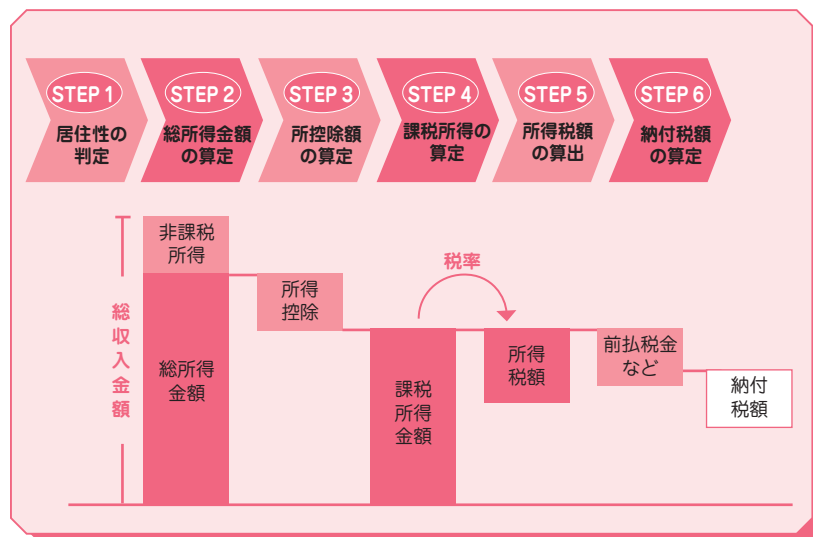 STEP 1
居住性の
判定
STEP 2
総所得金額
の算定
STEP 3
所控除額
の算定
STEP 4
課税所得の
算定
STEP 5
所得税額
の算出
STEP 6
納付税額
の算定
総収入金額
非課税
所得
総所得
金額
所得
控除
課税
所得
金額
税率
所得
税額
前払税金
など
納付
税額